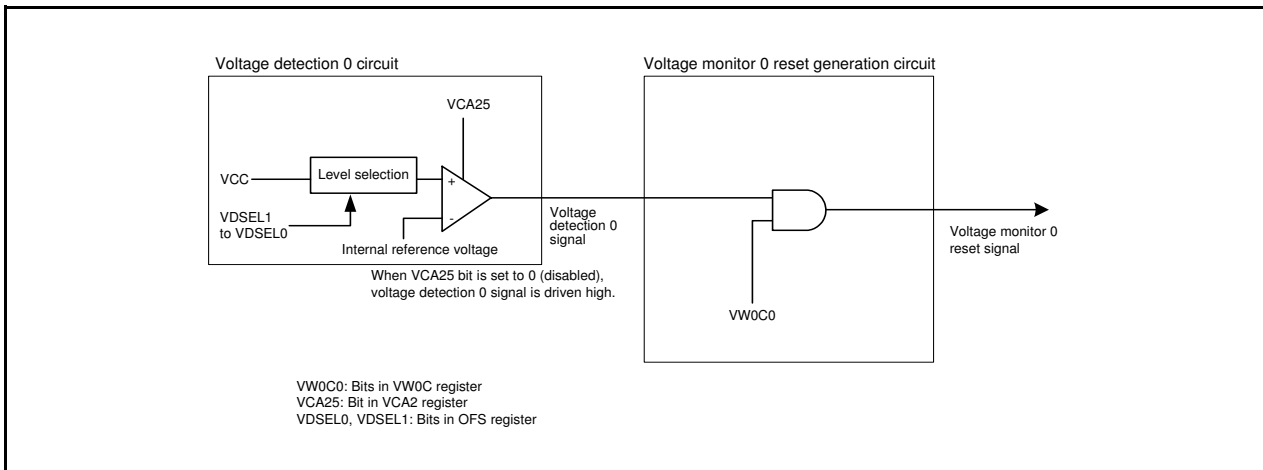 Voltage detection 0 circuit
Voltage monitor 0 reset generation circuit
VCA25
VCC
Level selection
+
-
VDSEL1
to VDSEL0
Internal reference voltage
Voltage
detection 0
signal
When VCA25 bit is set to 0 (disabled),
voltage detection 0 signal is driven high.
VW0C0
Voltage monitor 0
reset signal
VW0C0: Bits in VW0C register
VCA25: Bit in VCA2 register
VDSEL0, VDSEL1: Bits in OFS register